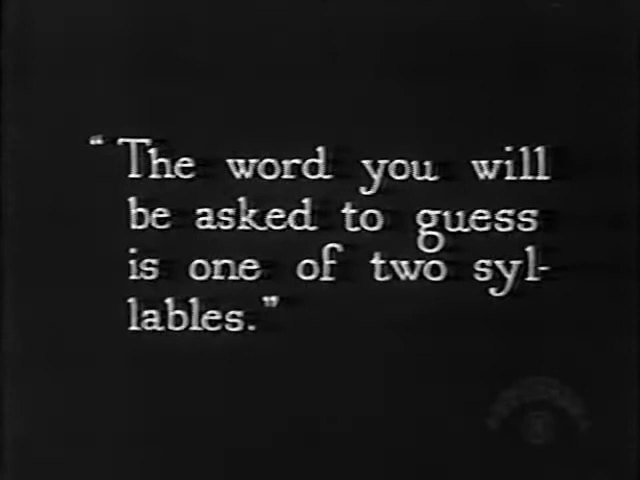 “The word you will
be asked to guess
is one of two syl-
lables.”